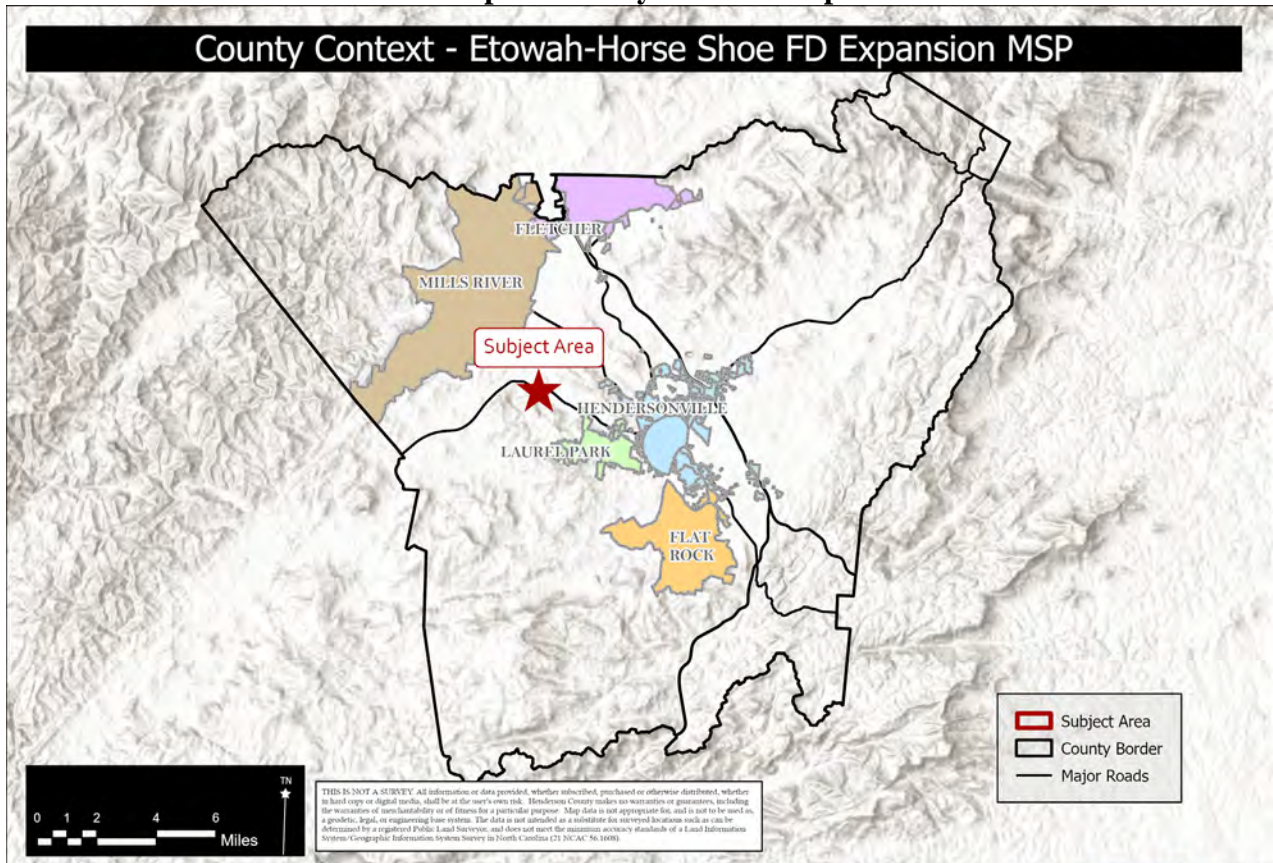 County Context - Etowah-Horse Shoe FD Expansion MSP
FLETCHER
MILLS RIVER
Subject Area
HENDERSONVILLE
LAUREL PARK
FLAT
ROCK
Subject Area
County Border
Major Roads
TN
0 1 2 4 6
Miles
THIS IS NOT A SURVEY. All information or data provided, whether subscribed, purchased or otherwise distributed, whether
in hard copy or digital media, shall be at the user's own risk. Henderson County makes no warranties or guarantees, including
the warranties of merchantability or of fitness for a particular purpose. Map data is not appropriate for, and is not to be used as,
a geodetic, legal, or engineering base system. The data is not intended as a substitute for surveyed locations such as can be
determined by a registered Public Land Surveyor, and does not meet the minimum accuracy standards of a Land Information
System/Geographic Information System Survey in North Carolina (21 NCAC 56.1608).